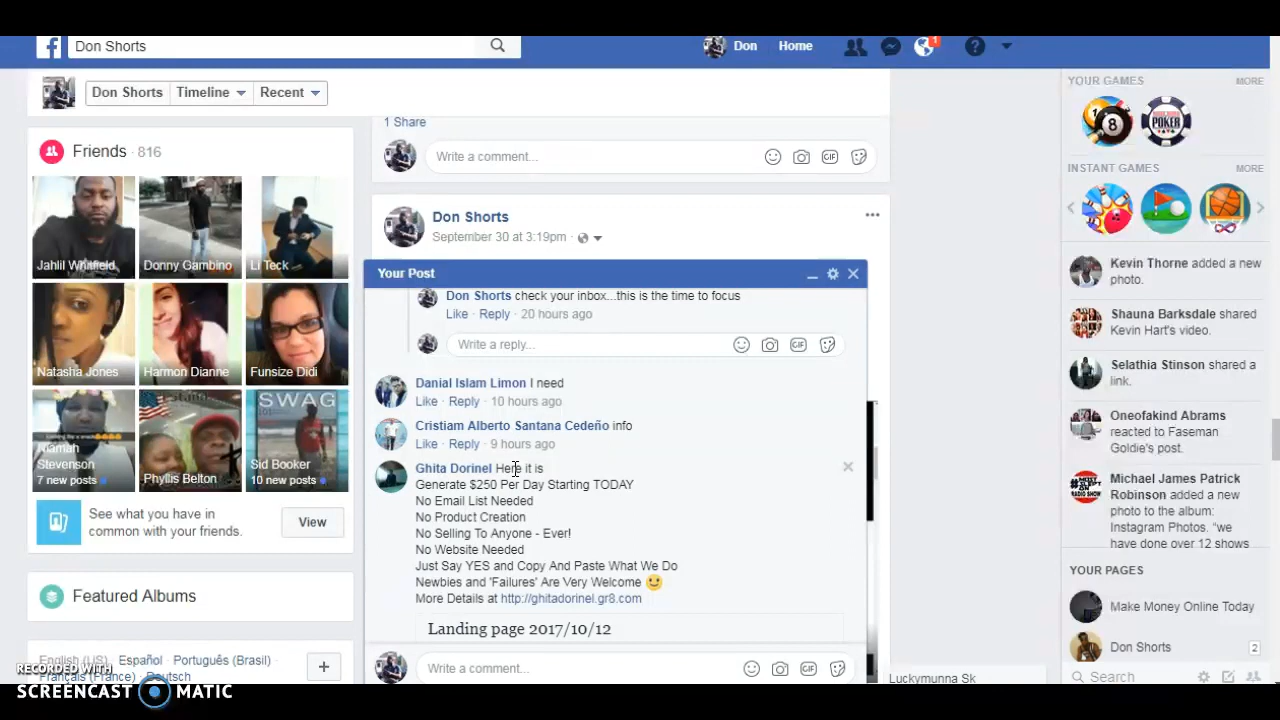 Don Shorts
Don
Home
1
Don Shorts
Timeline
Recent
Friends · 816
Jahlil Whitfield
Donny Gambino
Li Teck
Natasha Jones
Harmon Dianne
Funsize Didi
SWAG
Stevenson
7 new posts
Phyllis Belton
Sid Booker
10 new posts
See what you have in
common with your friends.
View
Featured Albums
English (US) · Español · Português (Brasil) ·
Français (France) · Deutsch
+
RECORDED WITH
SCREENCAST MATIC
1 Share
Write a comment...
GIF
Don Shorts
September 30 at 3:19pm ·
Your Post
Don Shorts check your inbox...this is the time to focus
Like · Reply · 20 hours ago
Write a reply...
GIF
Danial Islam Limon I need
Like · Reply · 10 hours ago
Cristiam Alberto Santana Cedeño info
Like · Reply · 9 hours ago
Ghita Dorinel Here it is
Generate $250 Per Day Starting TODAY
No Email List Needed
No Product Creation
No Selling To Anyone - Ever!
No Website Needed
Just Say YES and Copy And Paste What We Do
Newbies and 'Failures' Are Very Welcome
More Details at http://ghitadorinel.gr8.com
Landing page 2017/10/12
Write a comment...
GIF
YOUR GAMES
MORE
8
POKER
INSTANT GAMES
MORE
Kevin Thorne added a new
photo.
Shauna Barksdale shared
Kevin Hart's video.
Selathia Stinson shared a
link.
Oneofakind Abrams
reacted to Faseman
Goldie's post.
Michael James Patrick
Robinson added a new
photo to the album:
Instagram Photos. "we
have done over 12 shows
YOUR PAGES
Make Money Online Today
Don Shorts
2
Luckymunna Sk
Search